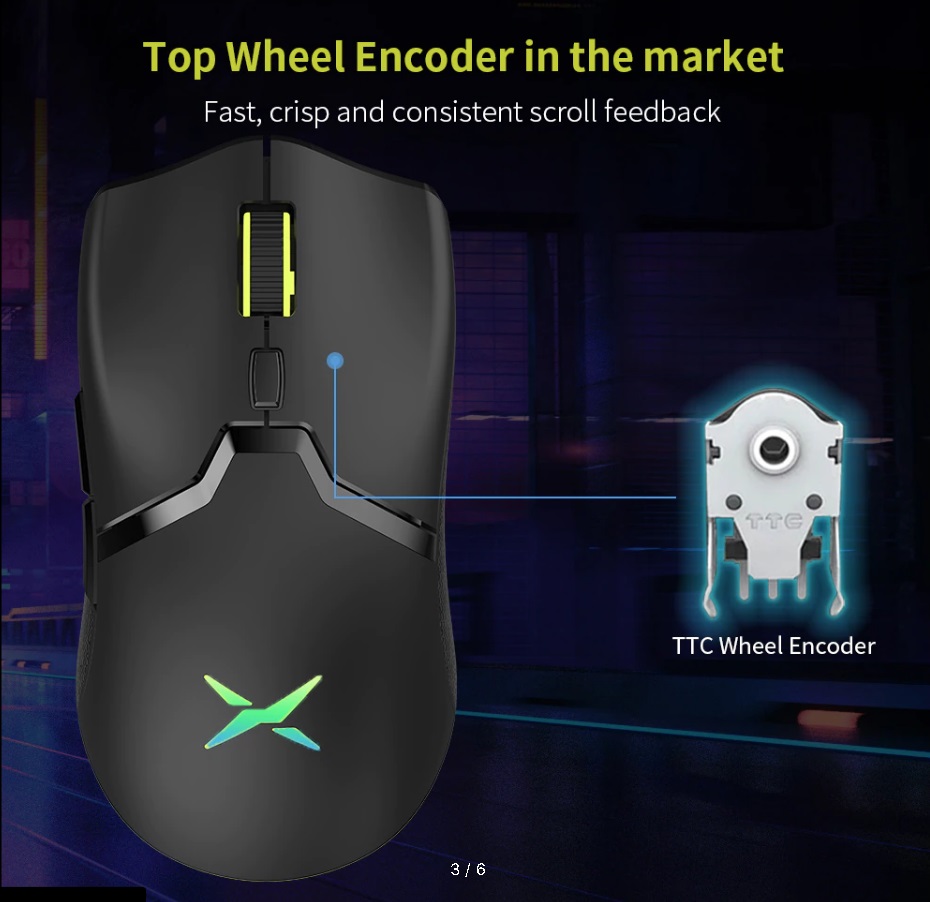 Top Wheel Encoder in the market
Fast, crisp and consistent scroll feedback
TTC
TTC Wheel Encoder
3 / 6